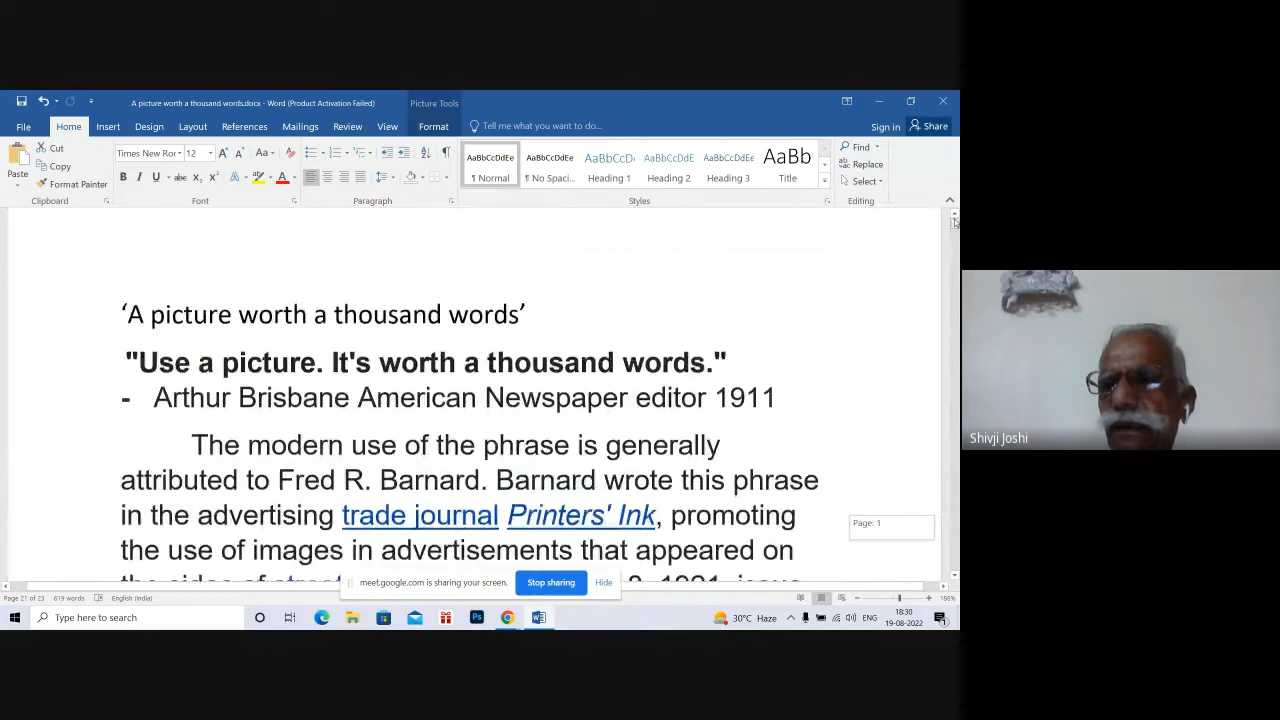 A picture worth a thousand words.docx - Word (Product Activation Failed)
Picture Tools
File Home Insert Design Layout References Mailings Review View Format Tell me what you want to do... Sign in Share
Paste
Cut
Copy
Format Painter
Clipboard
Times New Ror 12
Font
Paragraph
AaBbCcDdEe
¶ Normal
AaBbCcDdEe
¶ No Spaci...
AaBbCcDı
Heading 1
AaBbCcDdE
Heading 2
AaBbCcDdEe
Heading 3
AaBb
Title
Styles
Find
Replace
Select
Editing
‘A picture worth a thousand words’
"Use a picture. It's worth a thousand words."
- Arthur Brisbane American Newspaper editor 1911
The modern use of the phrase is generally
attributed to Fred R. Barnard. Barnard wrote this phrase
in the advertising trade journal Printers' Ink, promoting
the use of images in advertisements that appeared on
Page: 1
meet.google.com is sharing your screen. Stop sharing Hide
Page 21 of 23 619 words English (India) 188%
Type here to search
30°C Haze ENG
18:30
19-08-2022
Shivji Joshi